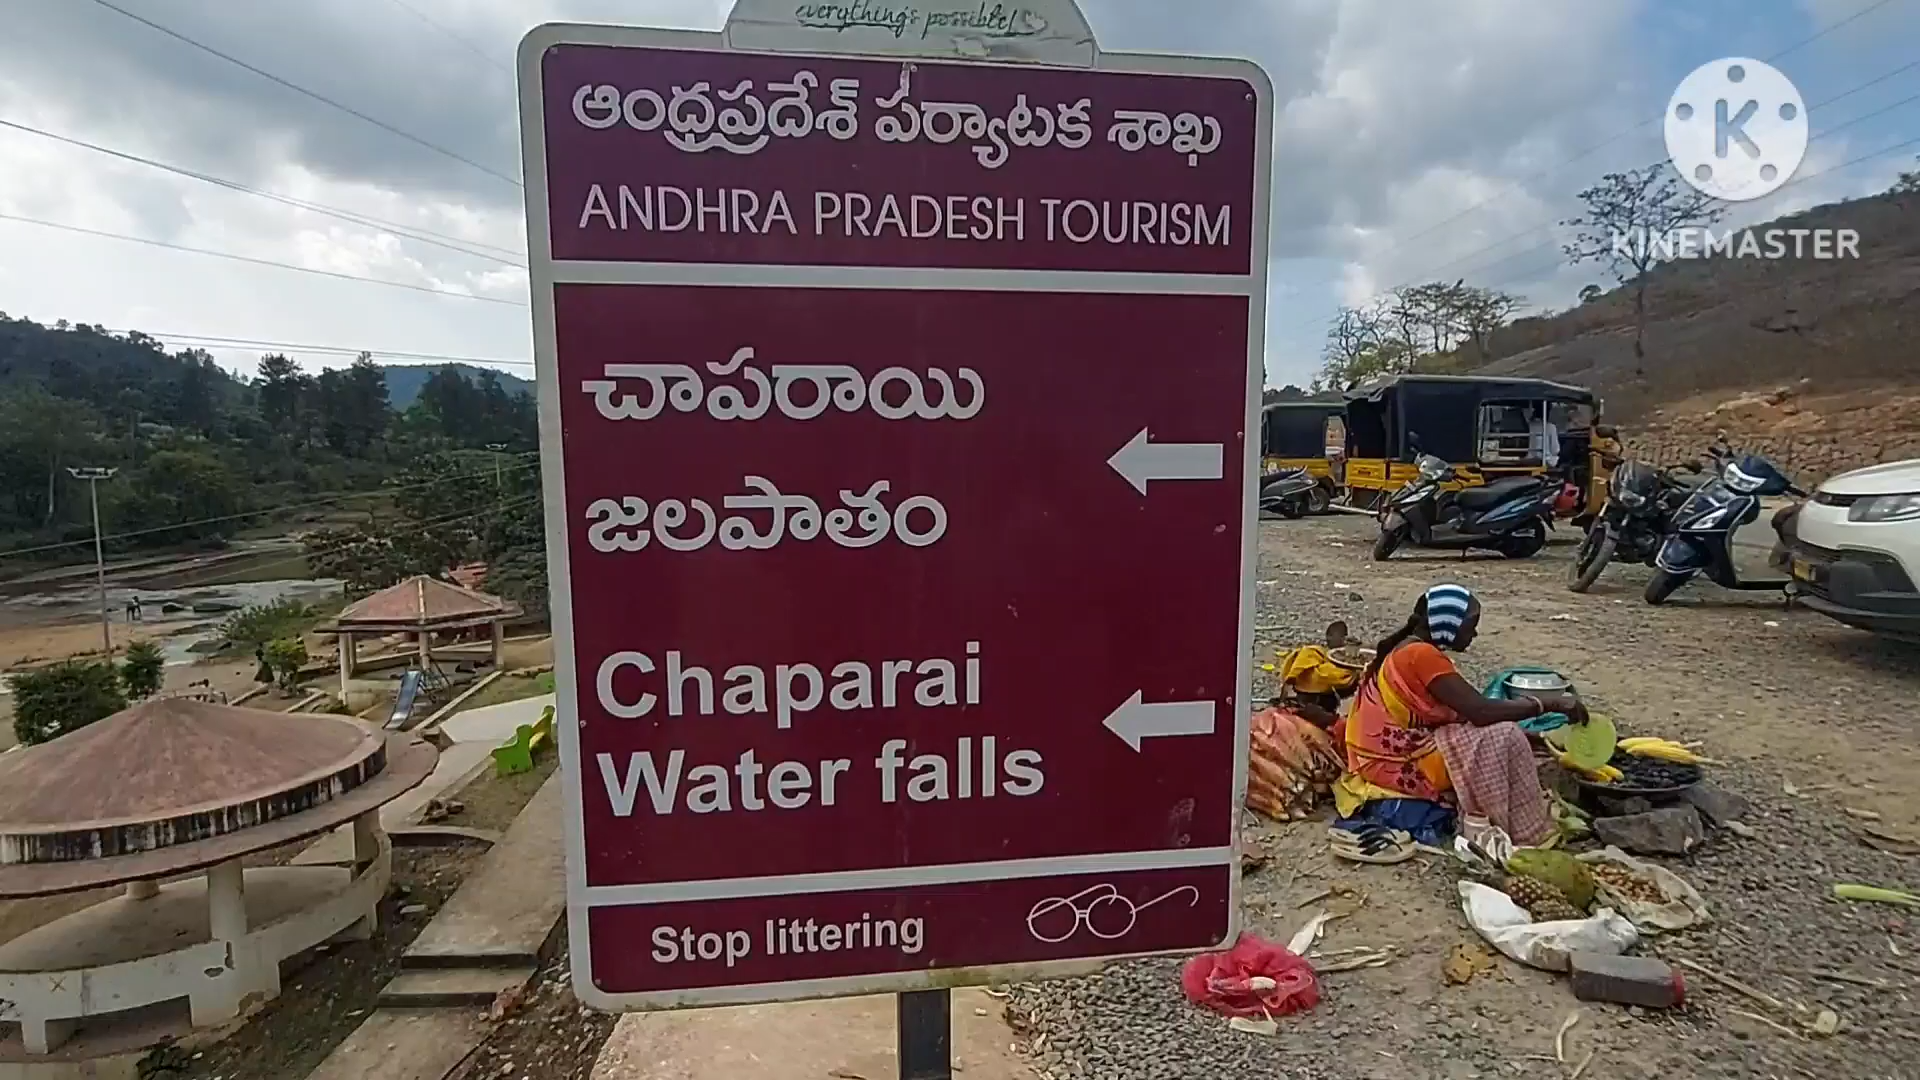 everything's possible!
ఆంధ్రప్రదేశ్ పర్యాటక శాఖ
ANDHRA PRADESH TOURISM
చాపరాయి
జలపాతం
Chaparai
Water falls
Stop littering
K
KINEMASTER